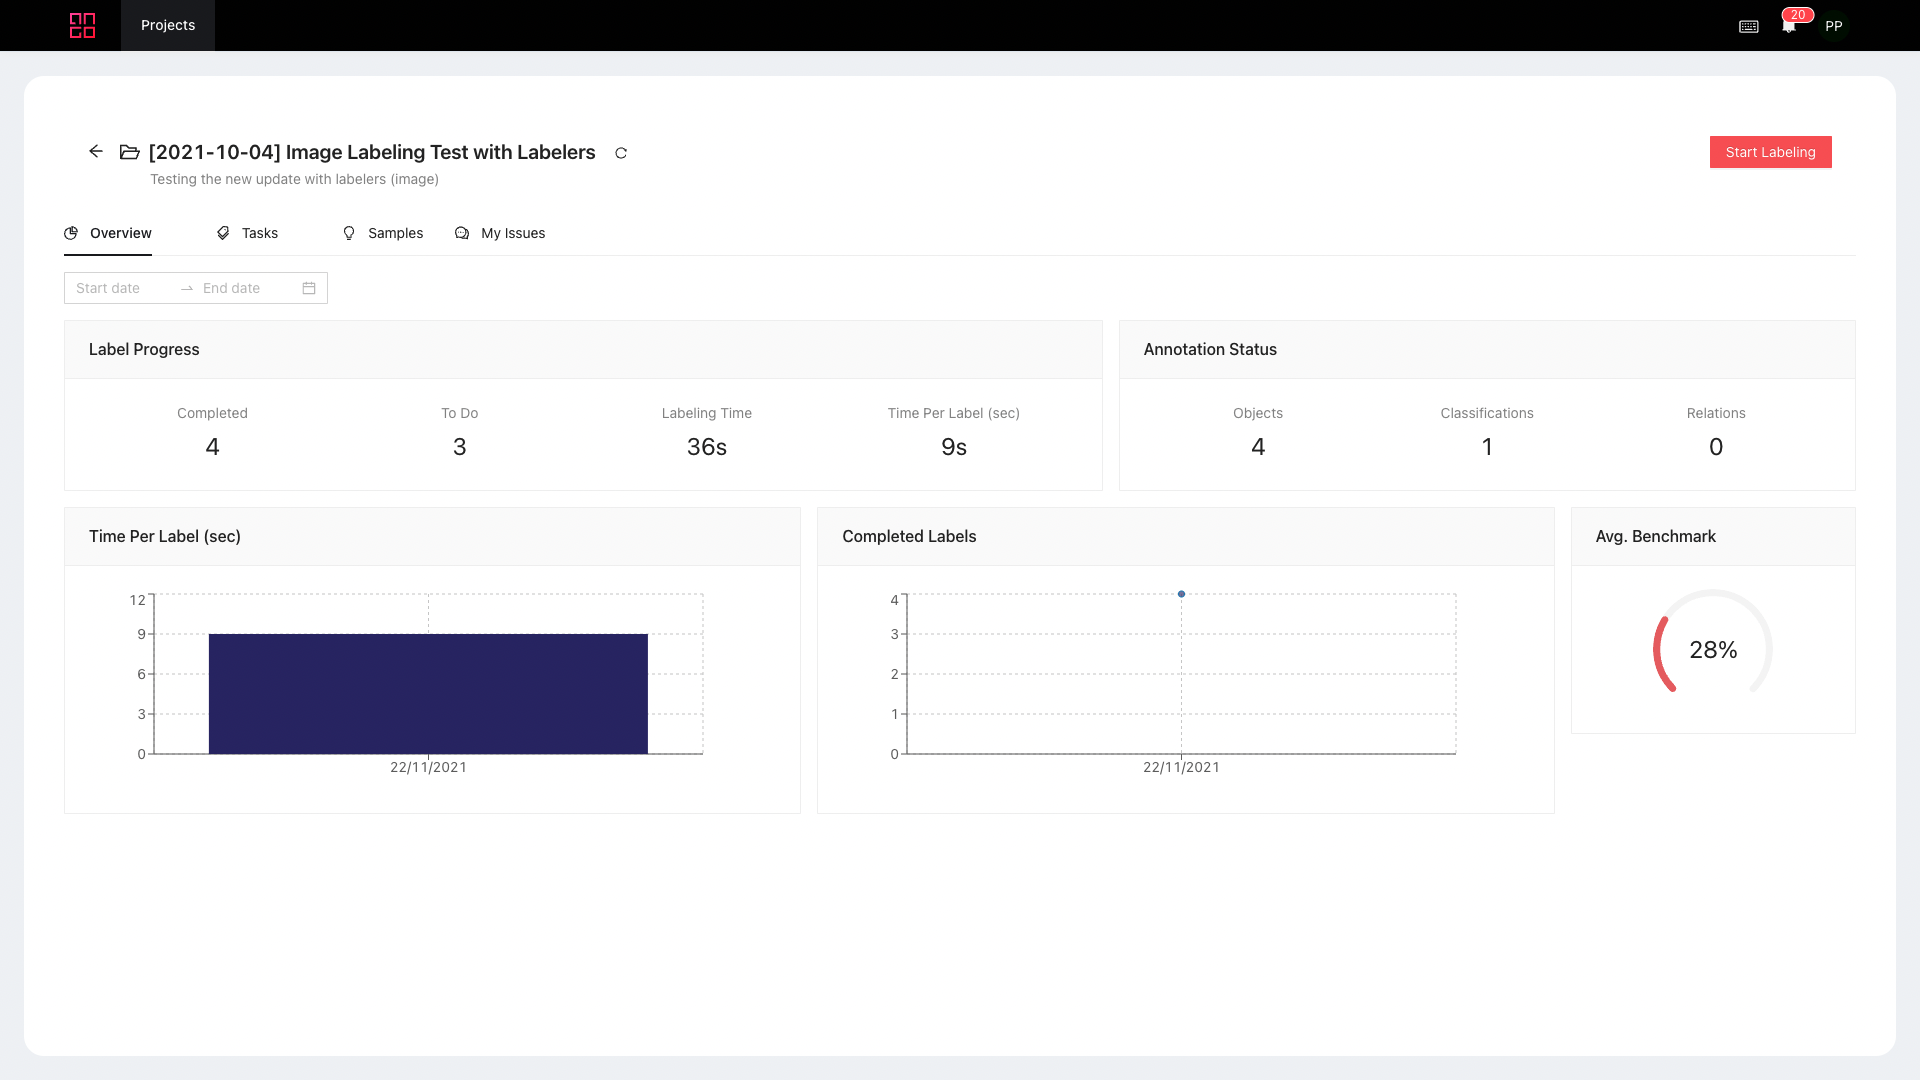 Projects
20
PP
[2021-10-04] Image Labeling Test with Labelers
Testing the new update with labelers (image)
Start Labeling
Overview
Tasks
Samples
My Issues
Start date
End date
Label Progress
Completed
4
To Do
3
Labeling Time
36s
Time Per Label (sec)
9s
Annotation Status
Objects
4
Classifications
1
Relations
0
Time Per Label (sec)
12
9
6
3
0
22/11/2021
Completed Labels
4
3
2
1
0
22/11/2021
Avg. Benchmark
28%